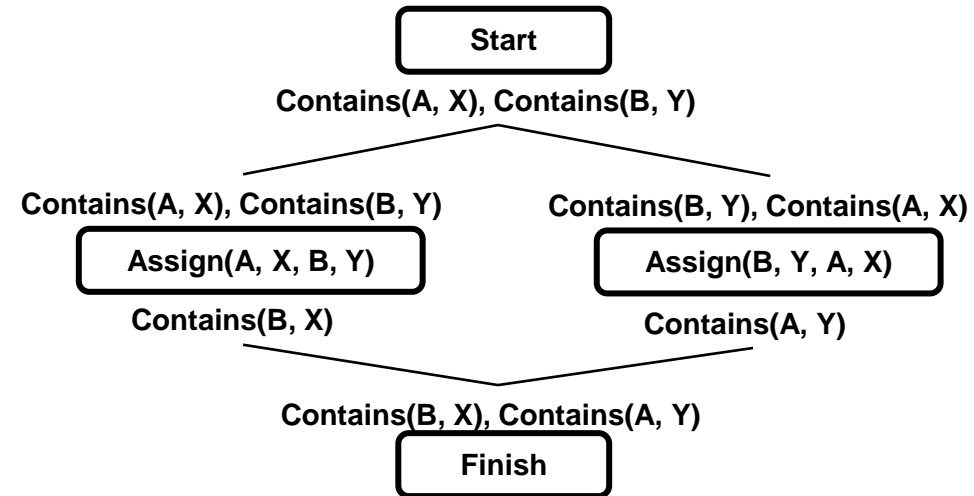 Start
Contains(A, X), Contains(B, Y)
Contains(A, X), Contains(B, Y)
Assign(A, X, B, Y)
Contains(B, X)
Contains(B, Y), Contains(A, X)
Assign(B, Y, A, X)
Contains(A, Y)
Contains(B, X), Contains(A, Y)
Finish